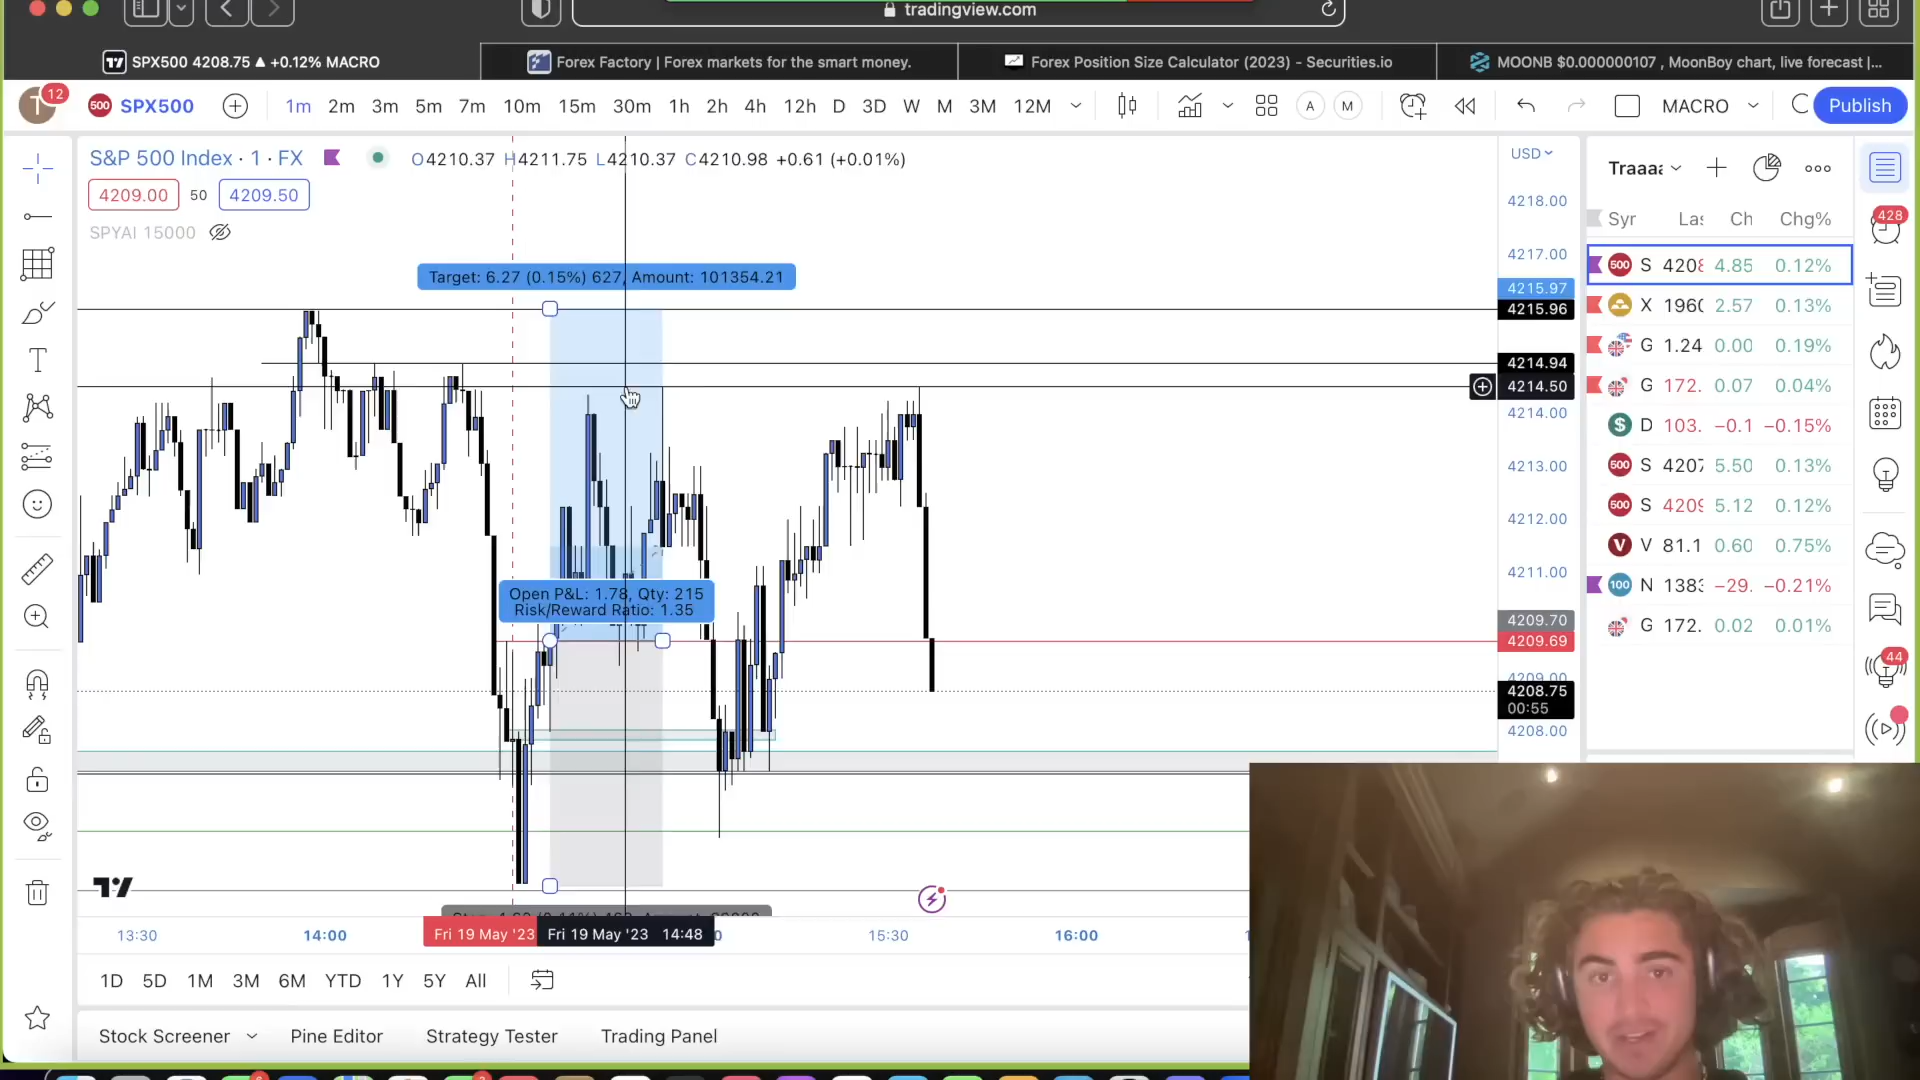 tradingview.com
SPX500 4208.75 ▲ +0.12% MACRO
Forex Factory | Forex markets for the smart money.
Forex Position Size Calculator (2023) - Securities.io
MOONB $0.000000107 , MoonBoy chart, live forecast |...
T 12 500 SPX500 1m 2m 3m 5m 7m 10m 15m 30m 1h 2h 4h 12h D 3D W M 3M 12M A M MACRO Publish
S&P 500 Index · 1 · FX O4210.37 H4211.75 L4210.37 C4210.98 +0.61 (+0.01%)
4209.00 50 4209.50
SPYAI 15000
Target: 6.27 (0.15%) 627, Amount: 101354.21
Open P&L: 1.78, Qty: 215
Risk/Reward Ratio: 1.35
USD
4218.00
4217.00
4215.97
4215.96
4214.94
4214.50
4214.00
4213.00
4212.00
4211.00
4209.70
4209.69
4209.00
4208.75
00:55
4208.00
Traaa
Syr Las Ch Chg%
500 S 4208 4.85 0.12%
X 1960 2.57 0.13%
G 1.24 0.00 0.19%
G 172. 0.07 0.04%
$ D 103. −0.1 −0.15%
500 S 4207 5.50 0.13%
500 S 4209 5.12 0.12%
V V 81.1 0.60 0.75%
100 N 1383 −29. −0.21%
G 172. 0.02 0.01%
428
44
13:30 14:00 Fri 19 May '23 Fri 19 May '23 14:48 15:30 16:00
1D 5D 1M 3M 6M YTD 1Y 5Y All
Stock Screener Pine Editor Strategy Tester Trading Panel